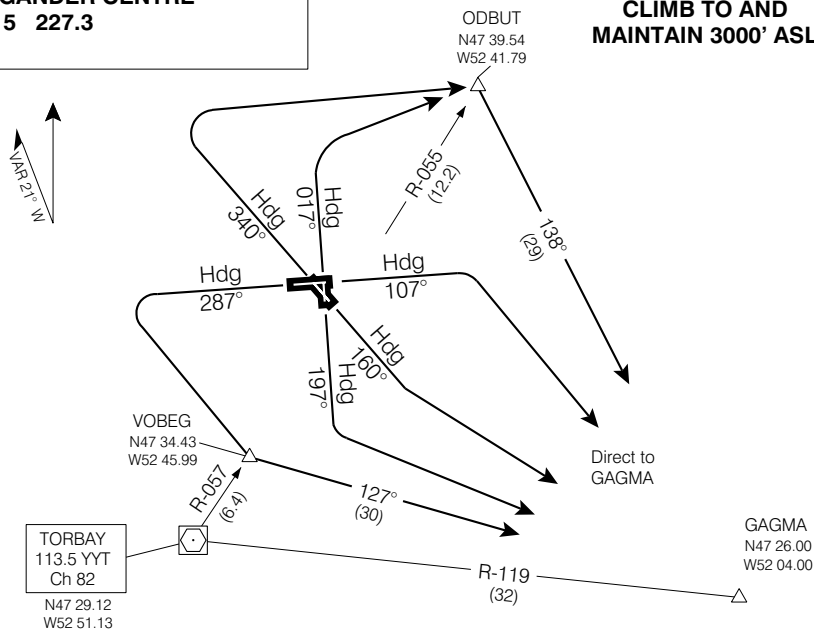 5 227.3
CLIMB TO AND
MAINTAIN 3000' ASL
ODBUT
N47 39.54
W52 41.79
VAR 21° W
R-055
(12.2)
Hdg
340°
Hdg
017°
138°
(29)
Hdg
287°
Hdg
107°
Hdg
160°
Hdg
197°
VOBEG
N47 34.43
W52 45.99
Direct to
GAGMA
R-057
(6.4)
127°
(30)
TORBAY
113.5 YYT
Ch 82
N47 29.12
W52 51.13
R-119
(32)
GAGMA
N47 26.00
W52 04.00